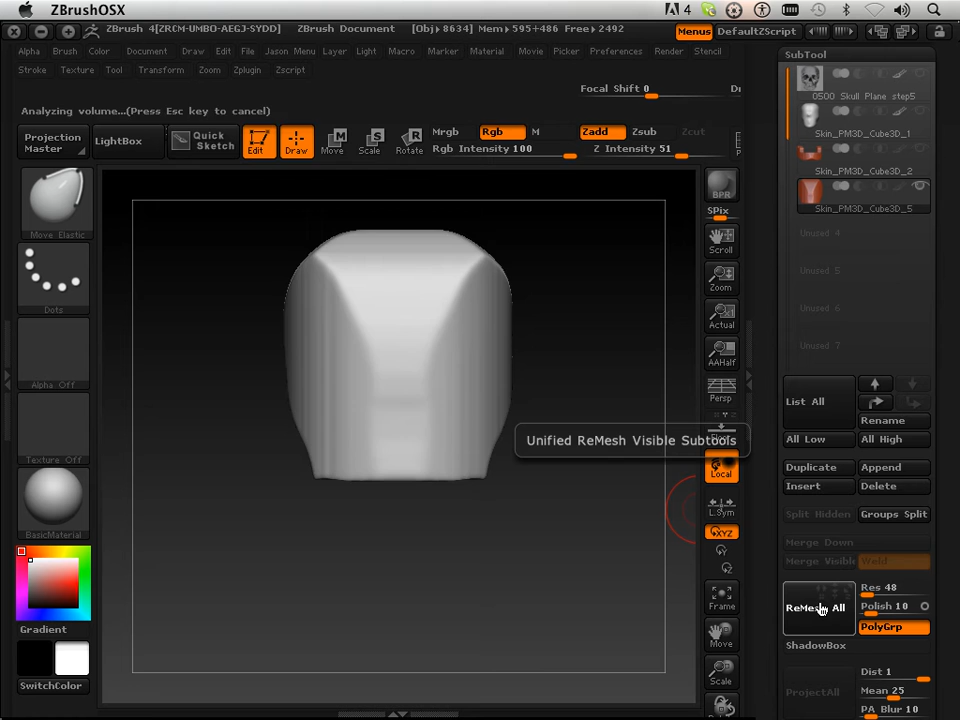 ZBrushOSX
4
ZBrush 4[ZRCM-UMBO-AEGJ-SYDD] ZBrush Document [Obj> 8634] Mem> 595+486 Free> 2492 Menus DefaultZScript
Alpha Brush Color Document Draw Edit File Jason Menu Layer Light Macro Marker Material Movie Picker Preferences Render Stencil
Stroke Texture Tool Transform Zoom Zplugin Zscript
Focal Shift 0
Analyzing volume...(Press Esc key to cancel)
Projection Master
LightBox
Quick Sketch
Edit
Draw
Move
Scale
Rotate
Mrgb Rgb M Zadd Zsub Zcut
Rgb Intensity 100 Z Intensity 51
Move Elastic
Dots
Alpha Off
Texture Off
BasicMaterial
Gradient
SwitchColor
BPR
SPix
Scroll
Zoom
Actual
AAHalf
Persp
Local
L.Sym
XYZ
Frame
Move
Scale
Unified ReMesh Visible Subtools
SubTool
0500_Skull_Plane_step5
Skin_PM3D_Cube3D_1
Skin_PM3D_Cube3D_2
Skin_PM3D_Cube3D_5
Unused 4
Unused 5
Unused 6
Unused 7
List All
Rename
All Low All High
Duplicate Append
Insert Delete
Split Hidden Groups Split
Merge Down
Merge Visible Weld
ReMesh All
Res 48
Polish 10
PolyGrp
ShadowBox
ProjectAll
Dist 1
Mean 25
PA Blur 10